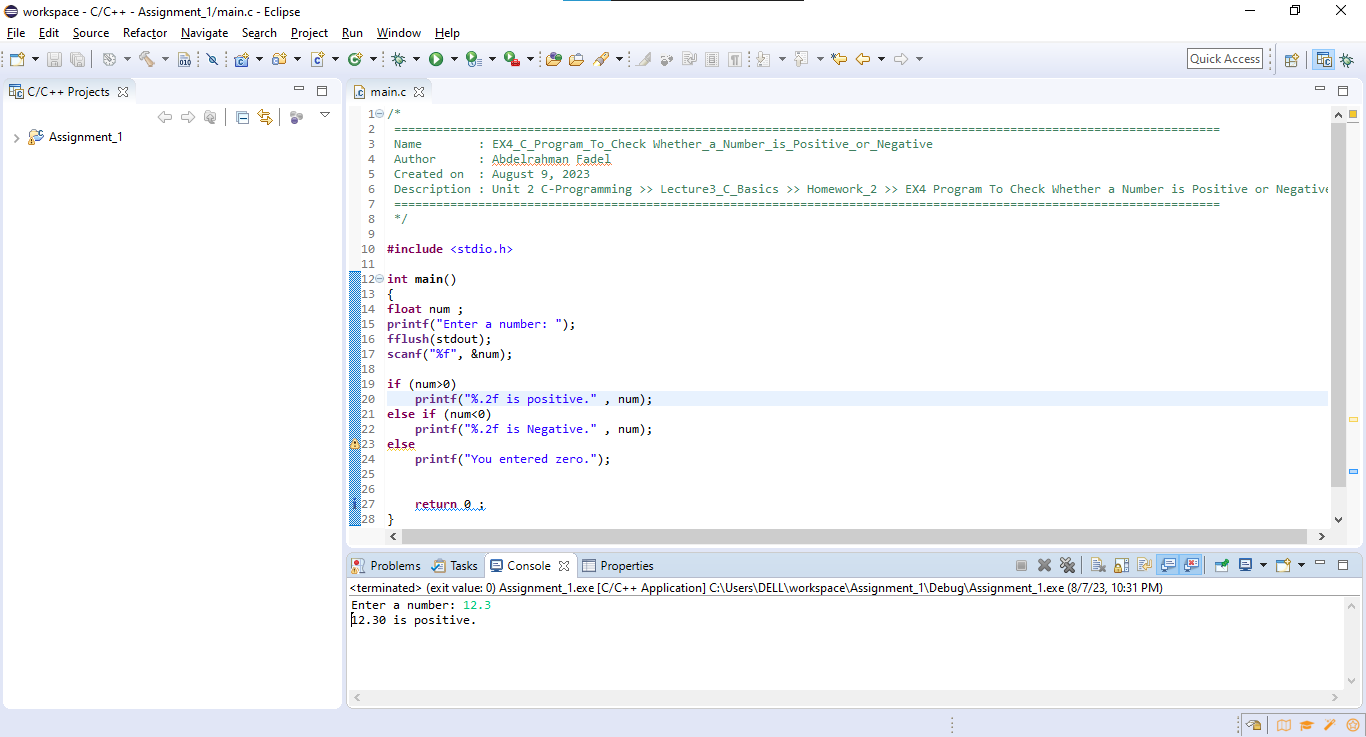 workspace - C/C++ - Assignment_1/main.c - Eclipse
File Edit Source Refactor Navigate Search Project Run Window Help
Quick Access
C/C++ Projects
main.c
Assignment_1
1 /*
2 ======================================================================================================================
3 Name : EX4_C_Program_To_Check Whether_a_Number_is_Positive_or_Negative
4 Author : Abdelrahman Fadel
5 Created on : August 9, 2023
6 Description : Unit 2 C-Programming >> Lecture3_C_Basics >> Homework_2 >> EX4 Program To Check Whether a Number is Positive or Negative
7 ======================================================================================================================
8 */
9
10 #include <stdio.h>
11
12 int main()
13 {
14 float num ;
15 printf("Enter a number: ");
16 fflush(stdout);
17 scanf("%f", &num);
18
19 if (num>0)
20 printf("%.2f is positive." , num);
21 else if (num<0)
22 printf("%.2f is Negative." , num);
23 else
24 printf("You entered zero.");
25
26
27 return 0 ;
28 }
Problems Tasks Console Properties
<terminated> (exit value: 0) Assignment_1.exe [C/C++ Application] C:\Users\DELL\workspace\Assignment_1\Debug\Assignment_1.exe (8/7/23, 10:31 PM)
Enter a number: 12.3
12.30 is positive.